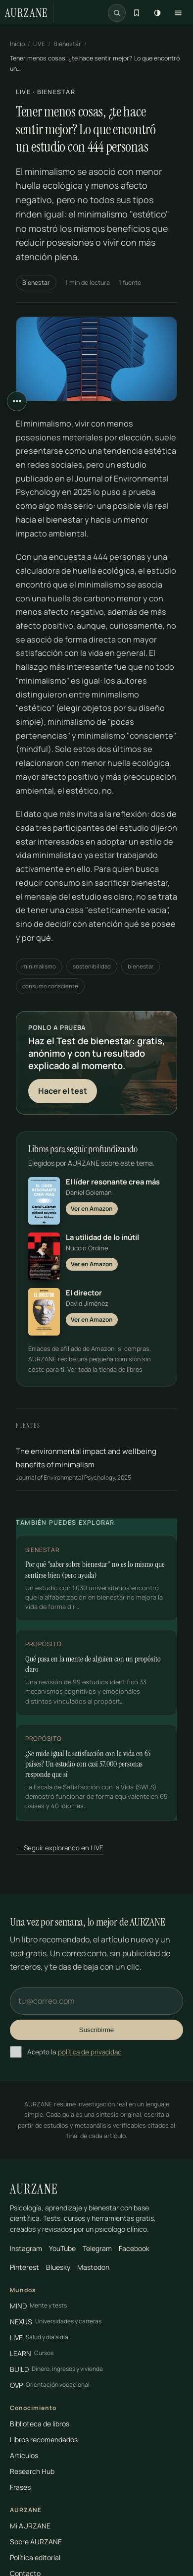 AURZANE
Inicio / LIVE / Bienestar /
Tener menos cosas, ¿te hace sentir mejor? Lo que encontró
un...
LIVE · BIENESTAR
Tener menos cosas, ¿te hace
sentir mejor? Lo que encontró
un estudio con 444 personas
El minimalismo se asocia a menor
huella ecológica y menos afecto
negativo, pero no todos sus tipos
rinden igual: el minimalismo "estético"
no mostró los mismos beneficios que
reducir posesiones o vivir con más
atención plena.
Bienestar
1 min de lectura
1 fuente
El minimalismo, vivir con menos
posesiones materiales por elección, suele
presentarse como una tendencia estética
en redes sociales, pero un estudio
publicado en el Journal of Environmental
Psychology en 2025 lo puso a prueba
como algo más serio: una posible vía real
hacia el bienestar y hacia un menor
impacto ambiental.
Con una encuesta a 444 personas y una
calculadora de huella ecológica, el estudio
encontró que el minimalismo se asocia
con una huella de carbono menor y con
menos afecto negativo, además de más
afecto positivo, aunque, curiosamente, no
se asoció de forma directa con mayor
satisfacción con la vida en general. El
hallazgo más interesante fue que no todo
"minimalismo" es igual: los autores
distinguieron entre minimalismo
"estético" (elegir objetos por su
apariencia), minimalismo de "pocas
pertenencias" y minimalismo "consciente"
(mindful). Solo los dos últimos se
relacionaron con menor huella ecológica,
mayor afecto positivo y más preocupación
ambiental; el estético, no.
El dato que más invita a la reflexión: dos de
cada tres participantes del estudio dijeron
estar abiertos a adoptar algún estilo de
vida minimalista o ya estarlo practicando
activamente en ello. Para quien busca
reducir consumo sin sacrificar bienestar,
el mensaje del estudio es claro, no se trata
de tener una casa "esteticamente vacía",
sino de decidir con atención qué se posee
y por qué.
minimalismo
sostenibilidad
bienestar
consumo consciente
PONLO A PRUEBA
Haz el Test de bienestar: gratis,
anónimo y con tu resultado
explicado al momento.
Hacer el test
Libros para seguir profundizando
Elegidos por AURZANE sobre este tema.
El líder resonante crea más
Daniel Goleman
Ver en Amazon
La utilidad de lo inútil
Nuccio Ordine
Ver en Amazon
El director
David Jiménez
Ver en Amazon
Enlaces de afiliado de Amazon: si compras,
AURZANE recibe una pequeña comisión sin
coste para ti. Ver toda la tienda de libros
FUENTES
The environmental impact and wellbeing
benefits of minimalism
Journal of Environmental Psychology, 2025
TAMBIÉN PUEDES EXPLORAR
BIENESTAR
Por qué "saber sobre bienestar" no es lo mismo que
sentirse bien (pero ayuda)
Un estudio con 1.030 universitarios encontró
que la alfabetización en bienestar no mejora la
vida de forma dir...
PROPÓSITO
Qué pasa en la mente de alguien con un propósito
claro
Una revisión de 99 estudios identificó 33
mecanismos cognitivos y emocionales
distintos vinculados al propósit...
PROPÓSITO
¿Se mide igual la satisfacción con la vida en 65
países? Un estudio con casi 57.000 personas
responde que sí
La Escala de Satisfacción con la Vida (SWLS)
demostró funcionar de forma equivalente en 65
países y 40 idiomas...
← Seguir explorando en LIVE
Una vez por semana, lo mejor de AURZANE
Un libro recomendado, el artículo nuevo y un
test gratis. Un correo corto, sin publicidad de
terceros, y te das de baja con un clic.
tu@correo.com
Suscribirme
Acepto la política de privacidad
AURZANE resume investigación real en un lenguaje
simple. Cada guía es una síntesis original, escrita a
partir de estudios y metaanálisis verificables citados al
final de cada artículo.
AURZANE
Psicología, aprendizaje y bienestar con base
científica. Tests, cursos y herramientas gratis,
creados y revisados por un psicólogo clínico.
Instagram YouTube Telegram Facebook
Pinterest Bluesky Mastodon
Mundos
MIND Mente y tests
NEXUS Universidades y carreras
LIVE Salud y día a día
LEARN Cursos
BUILD Dinero, ingresos y vivienda
OVP Orientación vocacional
Conocimiento
Biblioteca de libros
Libros recomendados
Artículos
Research Hub
Frases
AURZANE
Mi AURZANE
Sobre AURZANE
Política editorial
Contacto